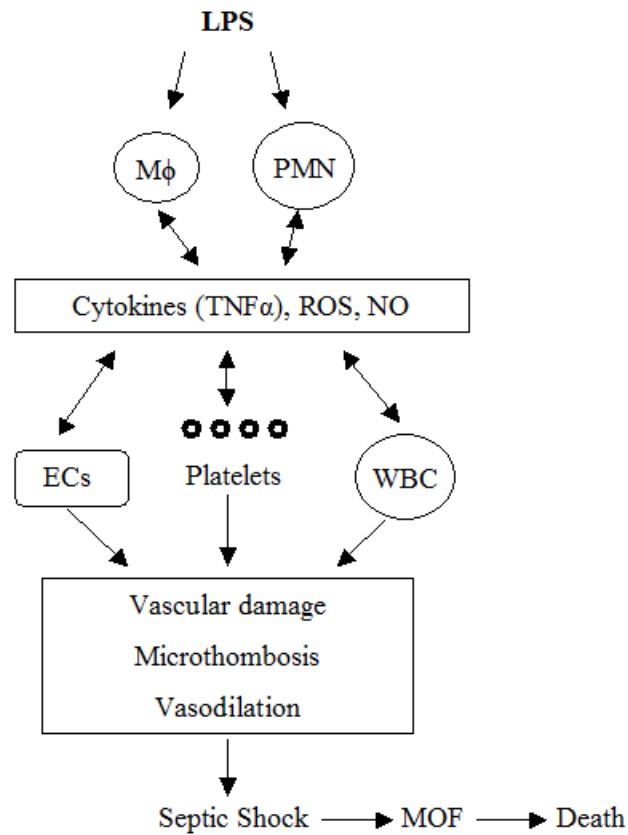 LPS
Mϕ
PMN
Cytokines (TNFα), ROS, NO
ECs
Platelets
WBC
Vascular damage
Microthombosis
Vasodilation
Septic Shock
MOF
Death